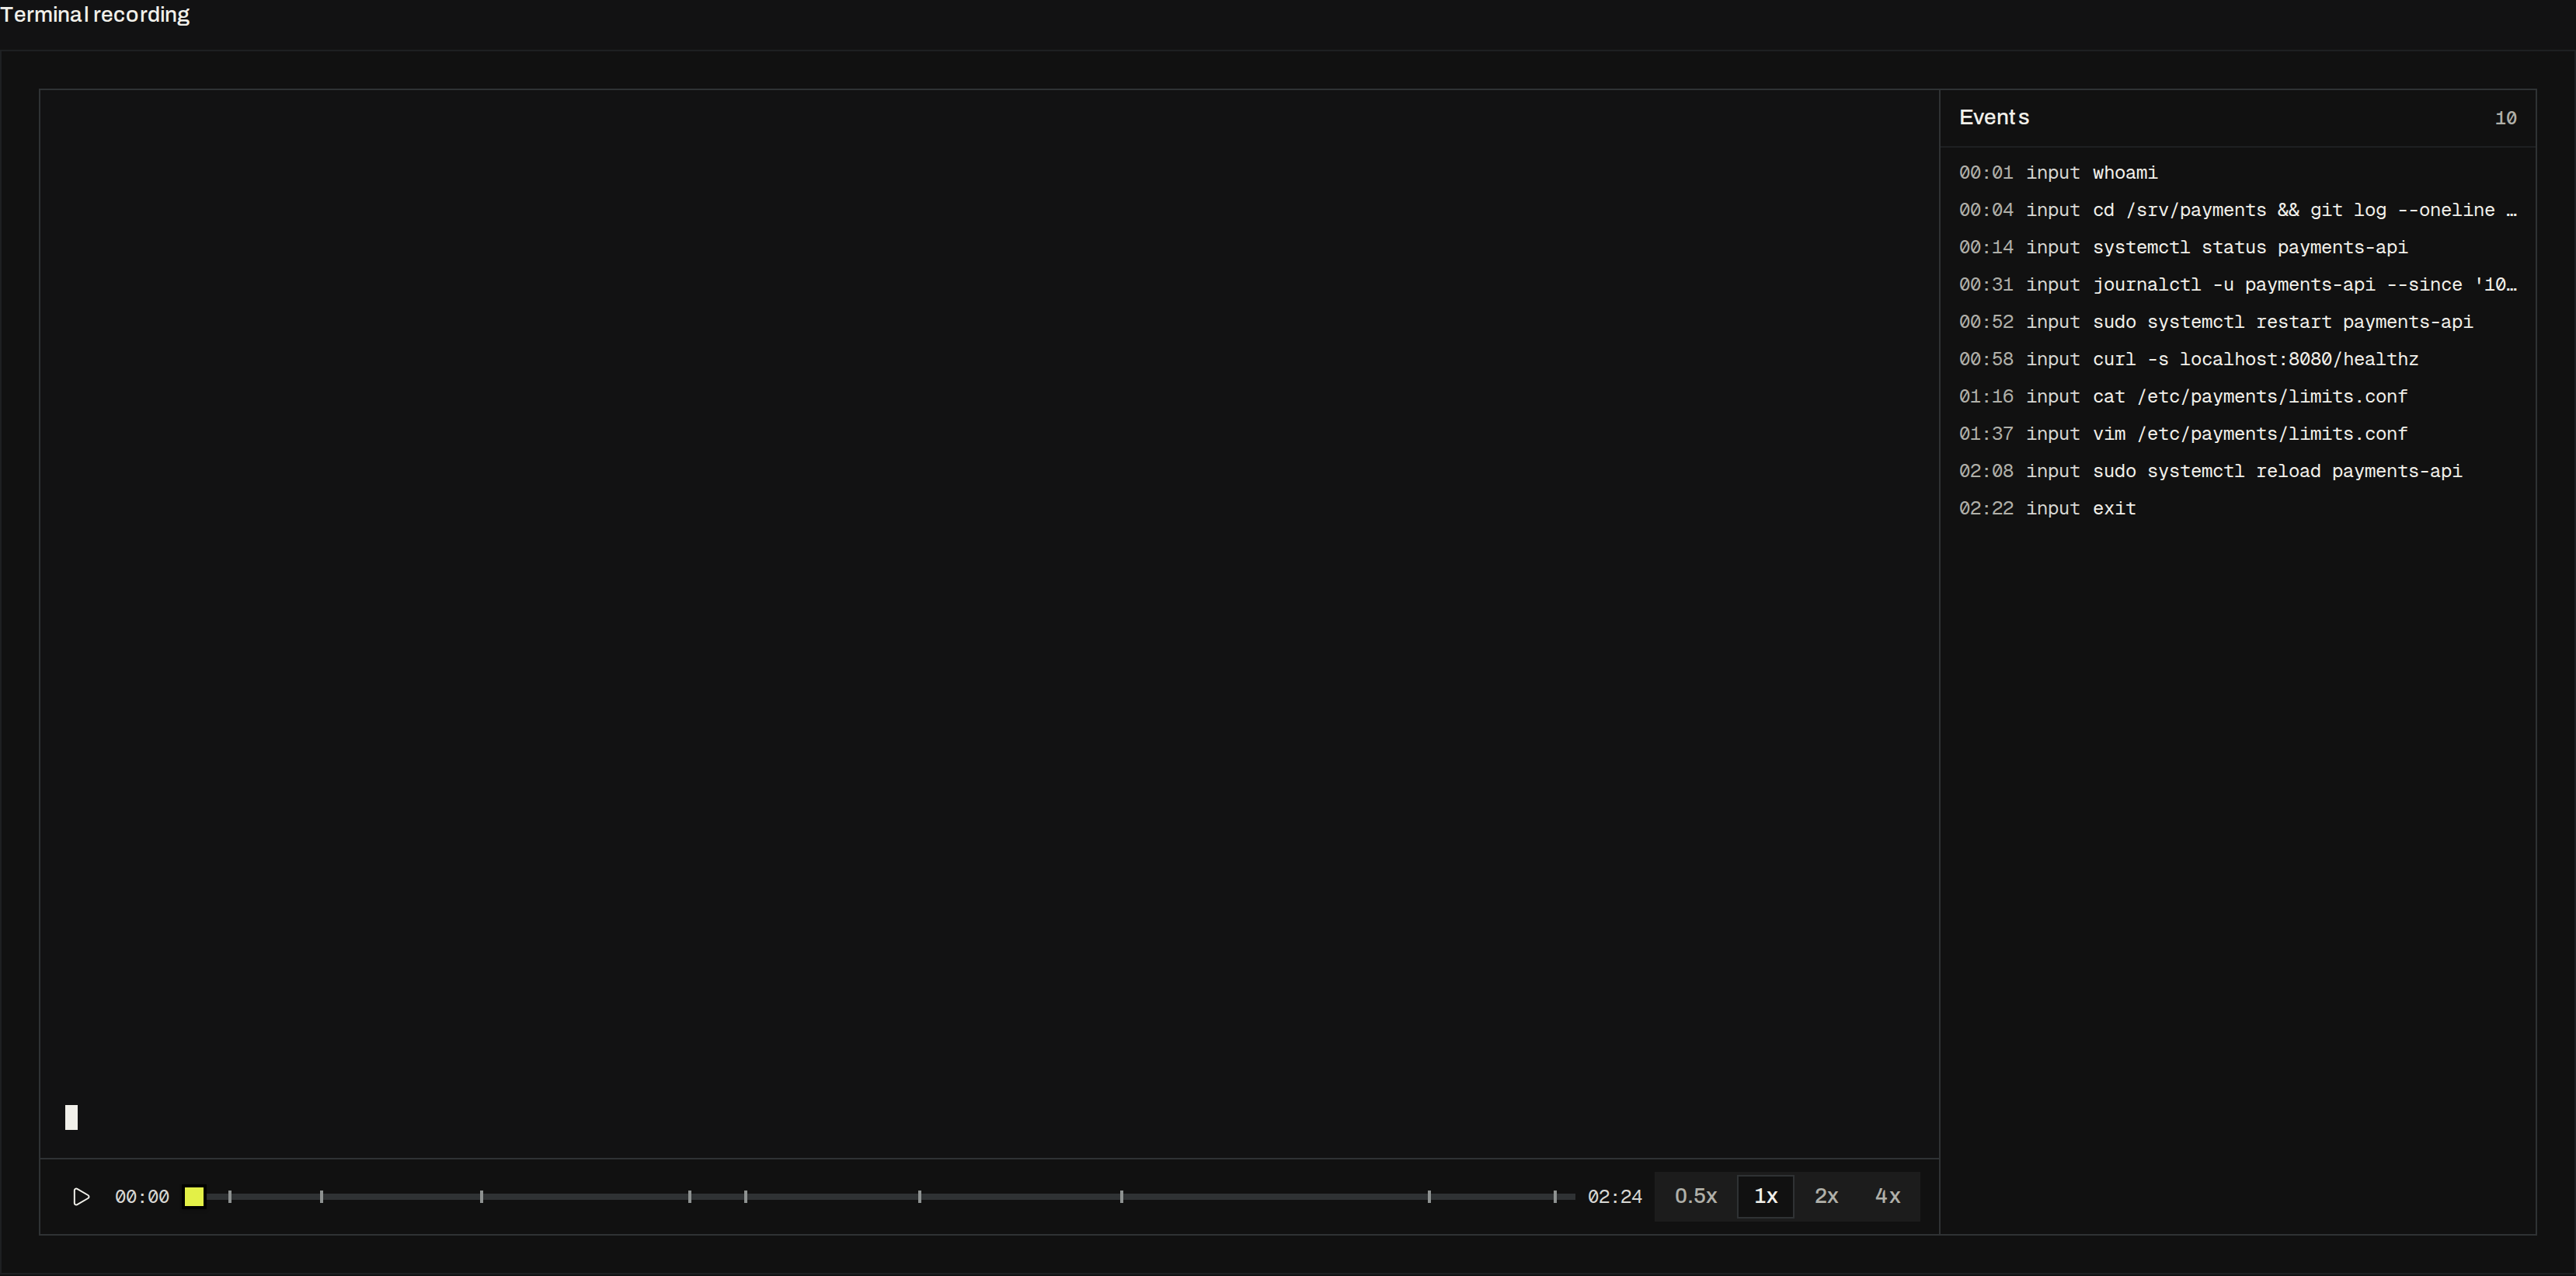 Terminal recording
Events 10
00:01 input whoami
00:04 input cd /srv/payments && git log --oneline …
00:14 input systemctl status payments-api
00:31 input journalctl -u payments-api --since '10…
00:52 input sudo systemctl restart payments-api
00:58 input curl -s localhost:8080/healthz
01:16 input cat /etc/payments/limits.conf
01:37 input vim /etc/payments/limits.conf
02:08 input sudo systemctl reload payments-api
02:22 input exit
00:00 02:24 0.5x 1x 2x 4x